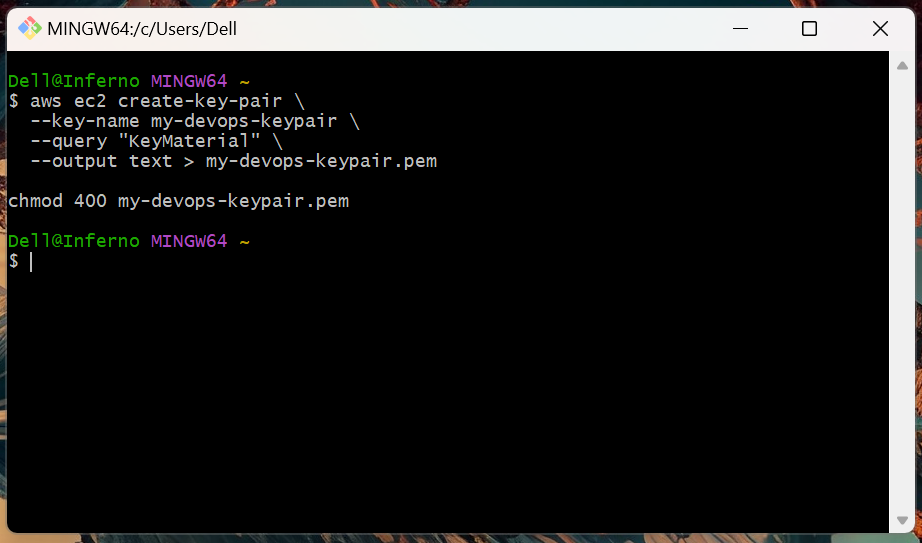 MINGW64:/c/Users/Dell
Dell@Inferno MINGW64 ~
$ aws ec2 create-key-pair \
  --key-name my-devops-keypair \
  --query "KeyMaterial" \
  --output text > my-devops-keypair.pem
chmod 400 my-devops-keypair.pem
Dell@Inferno MINGW64 ~
$